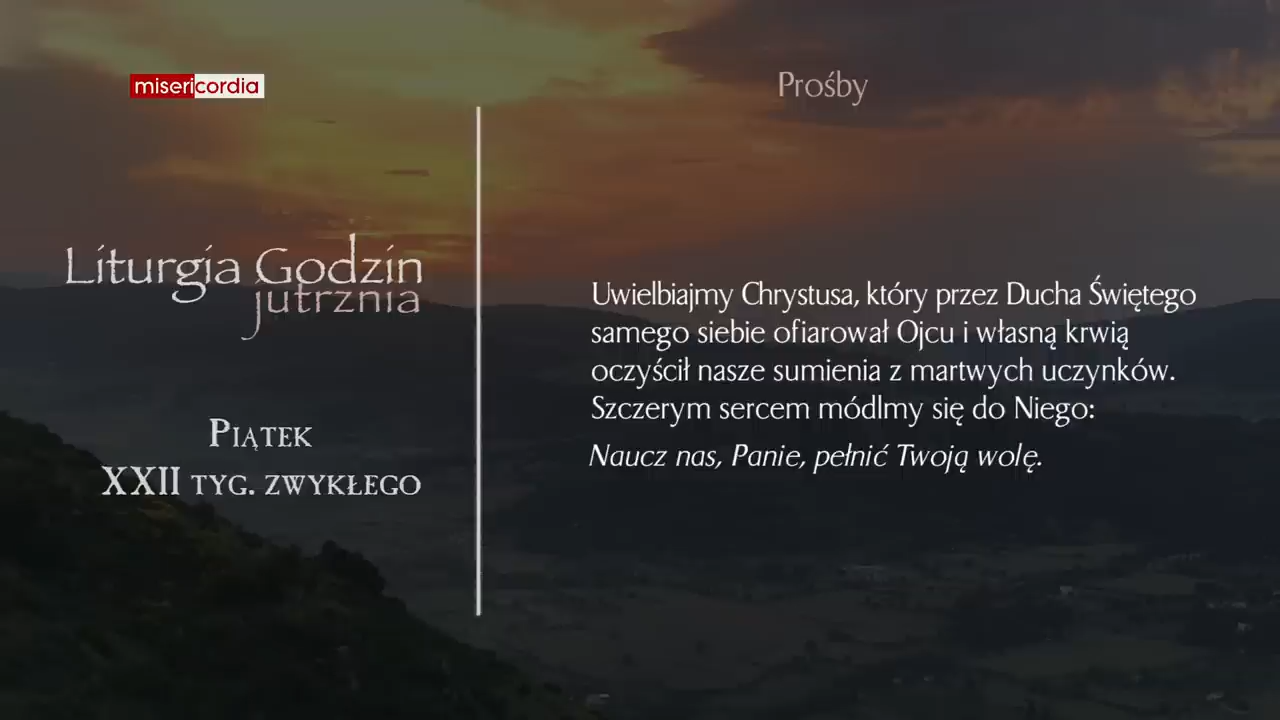 misericordia
Prośby
Liturgia Godzin
jutrznia
Piątek
XXII tyg. zwykłego
Uwielbiajmy Chrystusa, który przez Ducha Świętego
samego siebie ofiarował Ojcu i własną krwią
oczyścił nasze sumienia z martwych uczynków.
Szczerym sercem módlmy się do Niego:
Naucz nas, Panie, pełnić Twoją wolę.